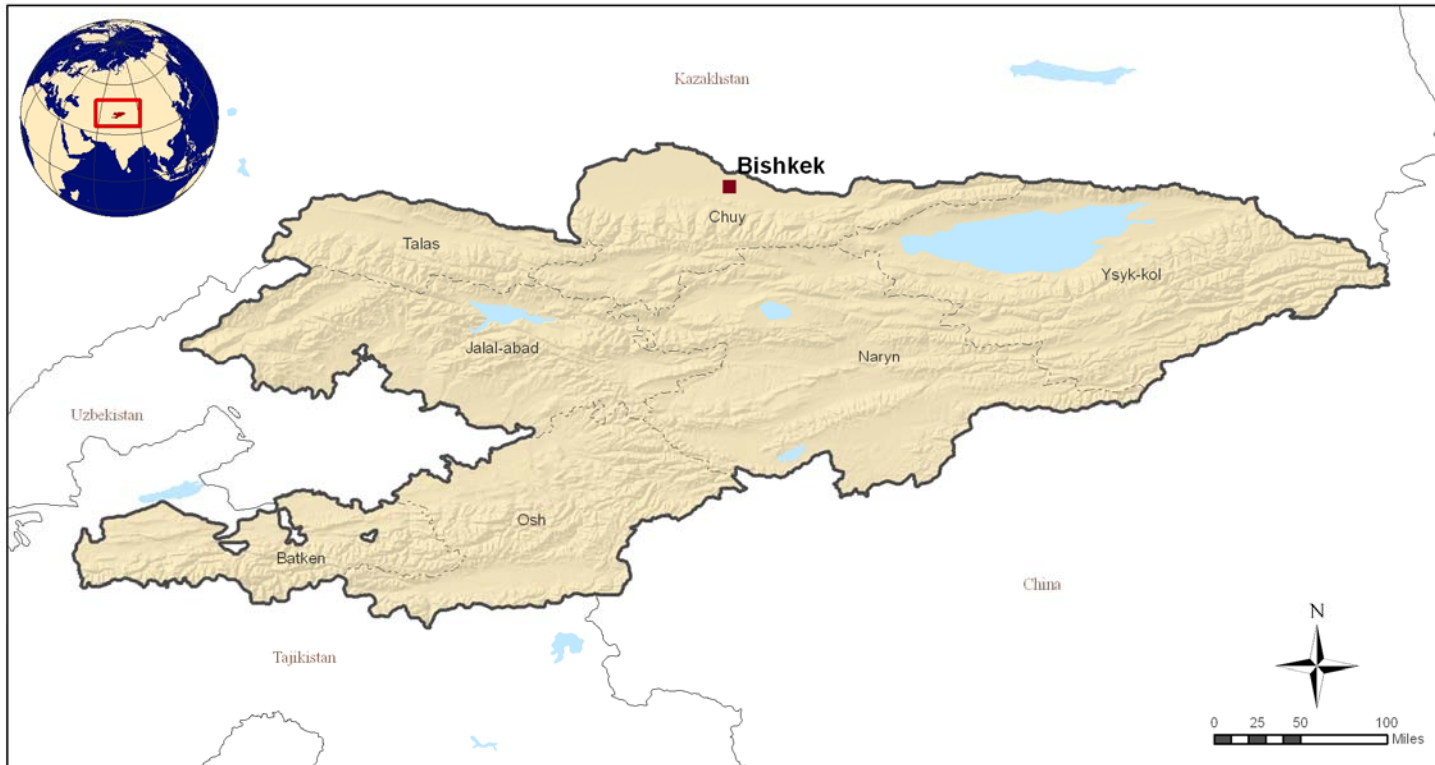 Kazakhstan
Bishkek
Chuy
Talas
Ysyk-kol
Jalal-abad
Naryn
Uzbekistan
Osh
Batken
China
Tajikistan
N
0 25 50 100
Miles